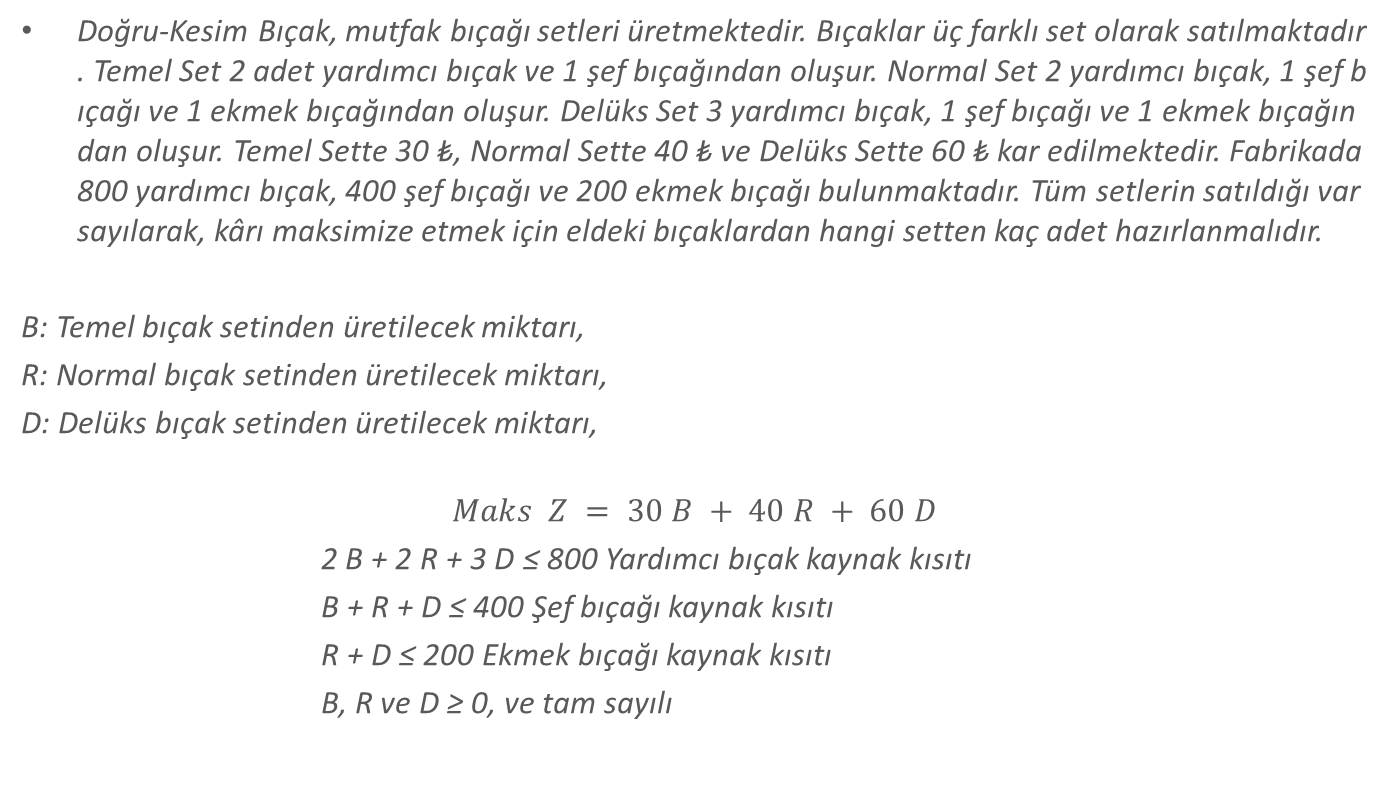 • Doğru-Kesim Bıçak, mutfak bıçağı setleri üretmektedir. Bıçaklar üç farklı set olarak satılmaktadır
. Temel Set 2 adet yardımcı bıçak ve 1 şef bıçağından oluşur. Normal Set 2 yardımcı bıçak, 1 şef b
ıçağı ve 1 ekmek bıçağından oluşur. Delüks Set 3 yardımcı bıçak, 1 şef bıçağı ve 1 ekmek bıçağın
dan oluşur. Temel Sette 30 ₺, Normal Sette 40 ₺ ve Delüks Sette 60 ₺ kar edilmektedir. Fabrikada
800 yardımcı bıçak, 400 şef bıçağı ve 200 ekmek bıçağı bulunmaktadır. Tüm setlerin satıldığı var
sayılarak, kârı maksimize etmek için eldeki bıçaklardan hangi setten kaç adet hazırlanmalıdır.
B: Temel bıçak setinden üretilecek miktarı,
R: Normal bıçak setinden üretilecek miktarı,
D: Delüks bıçak setinden üretilecek miktarı,
Maks Z = 30 B + 40 R + 60 D
2 B + 2 R + 3 D ≤ 800 Yardımcı bıçak kaynak kısıtı
B + R + D ≤ 400 Şef bıçağı kaynak kısıtı
R + D ≤ 200 Ekmek bıçağı kaynak kısıtı
B, R ve D ≥ 0, ve tam sayılı